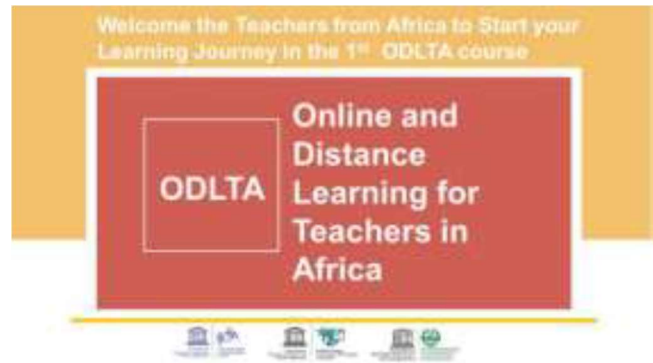 Welcome the Teachers from Africa to Start your
Learning Journey in the 1st ODLTA course
ODLTA
Online and
Distance
Learning for
Teachers in
Africa